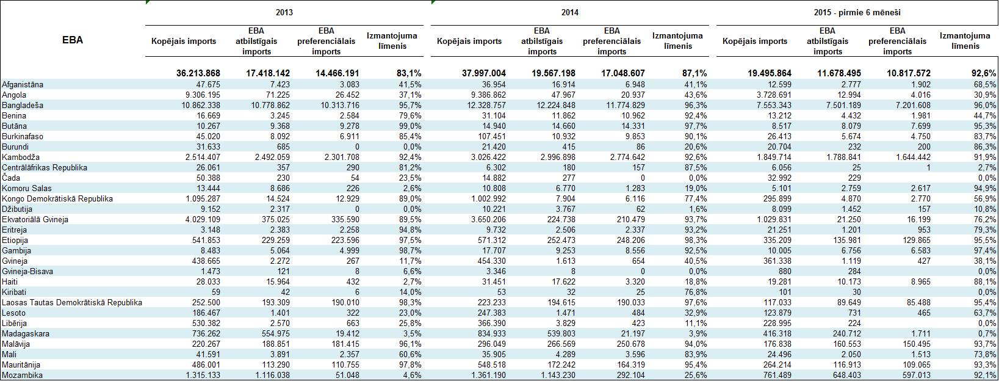 2013 2014 2015 - pirmie 6 mēneši
EBA Kopējais imports EBA atbilstīgais imports EBA preferenciālais imports Izmantojuma līmenis Kopējais imports EBA atbilstīgais imports EBA preferenciālais imports Izmantojuma līmenis Kopējais imports EBA atbilstīgais imports EBA preferenciālais imports Izmantojuma līmenis
36.213.868 17.418.142 14.466.191 83,1% 37.997.004 19.567.198 17.048.607 87,1% 19.495.864 11.678.495 10.817.572 92,6%
Afganistāna 47.675 7.423 3.083 41,5% 36.954 16.914 6.948 41,1% 12.599 2.777 1.902 68,5%
Angola 9.306.195 71.225 26.452 37,1% 9.386.862 47.967 20.937 43,6% 3.728.691 12.994 4.016 30,9%
Bangladeša 10.862.338 10.778.862 10.313.716 95,7% 12.328.757 12.224.848 11.774.829 96,3% 7.553.343 7.501.189 7.201.608 96,0%
Benina 16.669 3.245 2.584 79,6% 31.104 11.862 10.962 92,4% 13.212 4.432 1.981 44,7%
Butāna 10.267 9.368 9.278 99,0% 14.940 14.660 14.331 97,7% 8.517 8.079 7.699 95,3%
Burkinafaso 45.020 8.092 6.911 85,4% 107.451 10.932 9.853 90,1% 26.413 5.674 4.750 83,7%
Burundi 31.633 685 0 0,0% 21.420 415 86 20,6% 20.704 232 200 86,3%
Kambodža 2.514.407 2.492.059 2.301.708 92,4% 3.026.422 2.996.898 2.774.642 92,6% 1.849.714 1.788.841 1.644.442 91,9%
Centrālāfrikas Republika 26.061 357 290 81,2% 6.302 180 157 87,5% 6.056 25 1 2,7%
Čada 50.388 230 54 23,5% 14.882 277 0 0,0% 32.992 229 0,0%
Komoru Salas 13.444 8.686 226 2,6% 10.808 6.770 1.283 19,0% 5.101 2.759 2.617 94,9%
Kongo Demokrātiskā Republika 1.095.287 14.524 12.929 89,0% 1.002.992 7.904 6.116 77,4% 295.899 4.870 2.770 56,9%
Džibutija 9.152 2.317 0 0,0% 10.221 3.767 62 1,6% 8.099 1.452 157 10,8%
Ekvatoriālā Gvineja 4.029.109 375.025 335.590 89,5% 3.650.206 224.738 210.479 93,7% 1.029.831 21.250 16.199 76,2%
Eritreja 3.148 2.383 2.258 94,8% 9.732 2.506 2.337 93,2% 21.251 1.201 953 79,3%
Etiopija 541.853 229.259 223.596 97,5% 571.312 252.473 248.206 98,3% 335.209 135.981 129.865 95,5%
Gambija 8.483 5.064 4.999 98,7% 17.707 9.253 8.556 92,5% 10.005 6.756 6.583 97,4%
Gvineja 438.665 2.272 267 11,7% 454.330 1.613 654 40,5% 361.338 1.119 427 38,1%
Gvineja-Bisava 1.473 121 8 6,6% 3.346 8 0 0,0% 880 284 0,0%
Haiti 28.033 15.964 432 2,7% 31.451 17.622 3.320 18,8% 19.281 10.173 8.965 88,1%
Kiribati 59 42 6 14,0% 53 32 25 76,8% 101 30 0,0%
Laosas Tautas Demokrātiskā Republika 252.500 193.309 190.010 98,3% 223.233 194.615 190.033 97,6% 117.033 89.649 85.488 95,4%
Lesoto 186.467 1.401 322 23,0% 247.383 1.471 484 32,9% 123.879 731 465 63,7%
Libērija 530.382 2.570 663 25,8% 366.390 3.829 423 11,1% 228.995 224 0,0%
Madagaskara 736.262 554.975 19.412 3,5% 834.933 539.803 21.197 3,9% 416.318 240.712 1.711 0,7%
Malāvija 220.267 188.851 181.415 96,1% 296.049 266.569 250.678 94,0% 176.838 160.553 150.495 93,7%
Mali 41.591 3.891 2.357 60,6% 35.905 4.289 3.596 83,9% 24.496 2.050 1.513 73,8%
Mauritānija 486.001 113.290 110.755 97,8% 548.518 172.242 164.319 95,4% 264.214 116.913 109.065 93,3%
Mozambika 1.315.133 1.116.038 51.048 4,6% 1.361.190 1.143.230 292.104 25,6% 761.489 648.403 597.013 92,1%